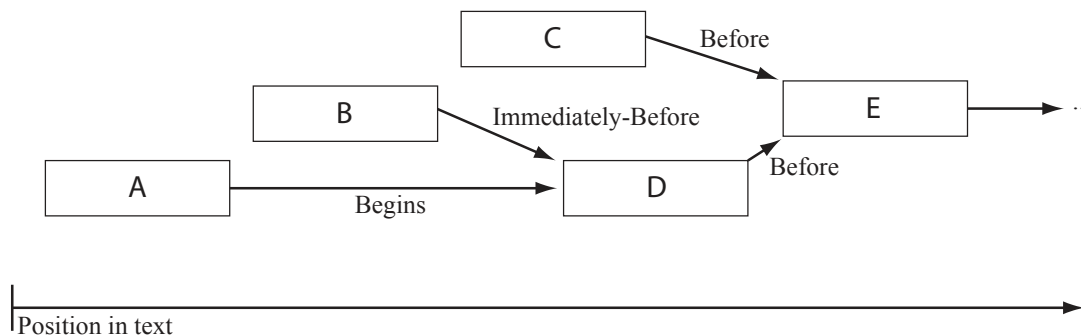 C
Before
B
Immediately-Before
E
A
Begins
D
Before
Position in text